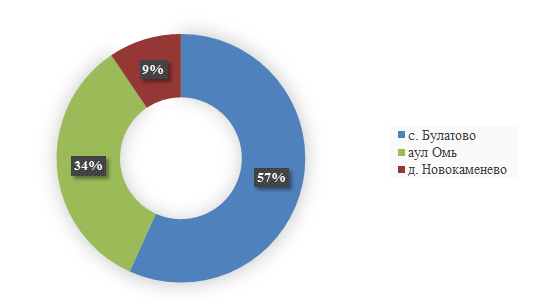 9%
34%
57%
с. Булатово
аул Омь
д. Новокаменево